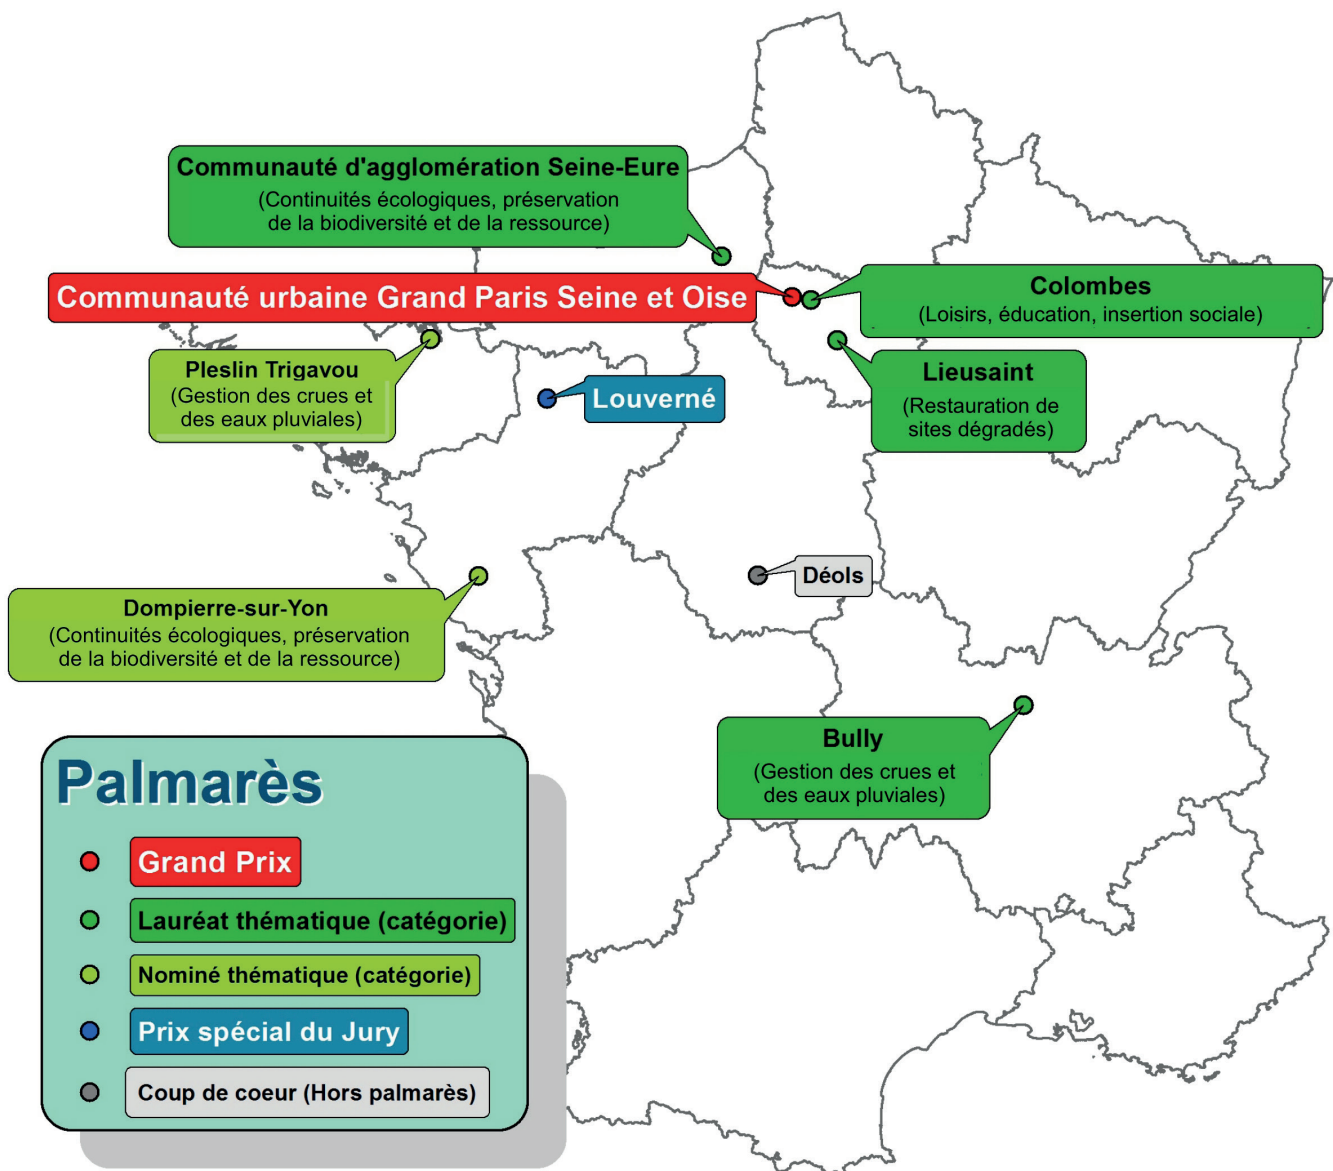 Communauté d'agglomération Seine-Eure
(Continuités écologiques, préservation
de la biodiversité et de la ressource)
Communauté urbaine Grand Paris Seine et Oise
Colombes
(Loisirs, éducation, insertion sociale)
Pleslin Trigavou
(Gestion des crues et
des eaux pluviales)
Louverné
Lieusaint
(Restauration de
sites dégradés)
Déols
Dompierre-sur-Yon
(Continuités écologiques, préservation
de la biodiversité et de la ressource)
Bully
(Gestion des crues et
des eaux pluviales)
Palmarès
Grand Prix
Lauréat thématique (catégorie)
Nominé thématique (catégorie)
Prix spécial du Jury
Coup de coeur (Hors palmarès)